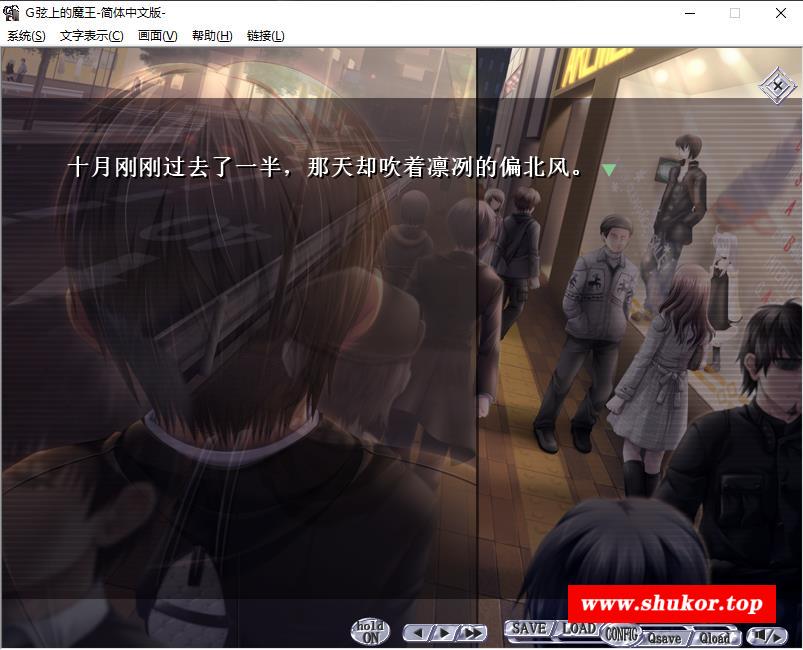 G弦上的魔王-简体中文版-
系统(S) 文字表示(C) 画面(V) 帮助(H) 链接(L)
十月刚刚过去了一半，那天却吹着凛冽的偏北风。
www.shukor.top
hold ON
SAVE LOAD CONFIG Qsave Qload